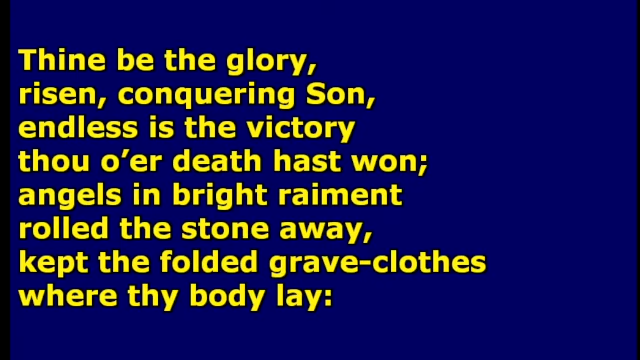 Thine be the glory,
risen, conquering Son,
endless is the victory
thou o’er death hast won;
angels in bright raiment
rolled the stone away,
kept the folded grave-clothes
where thy body lay: